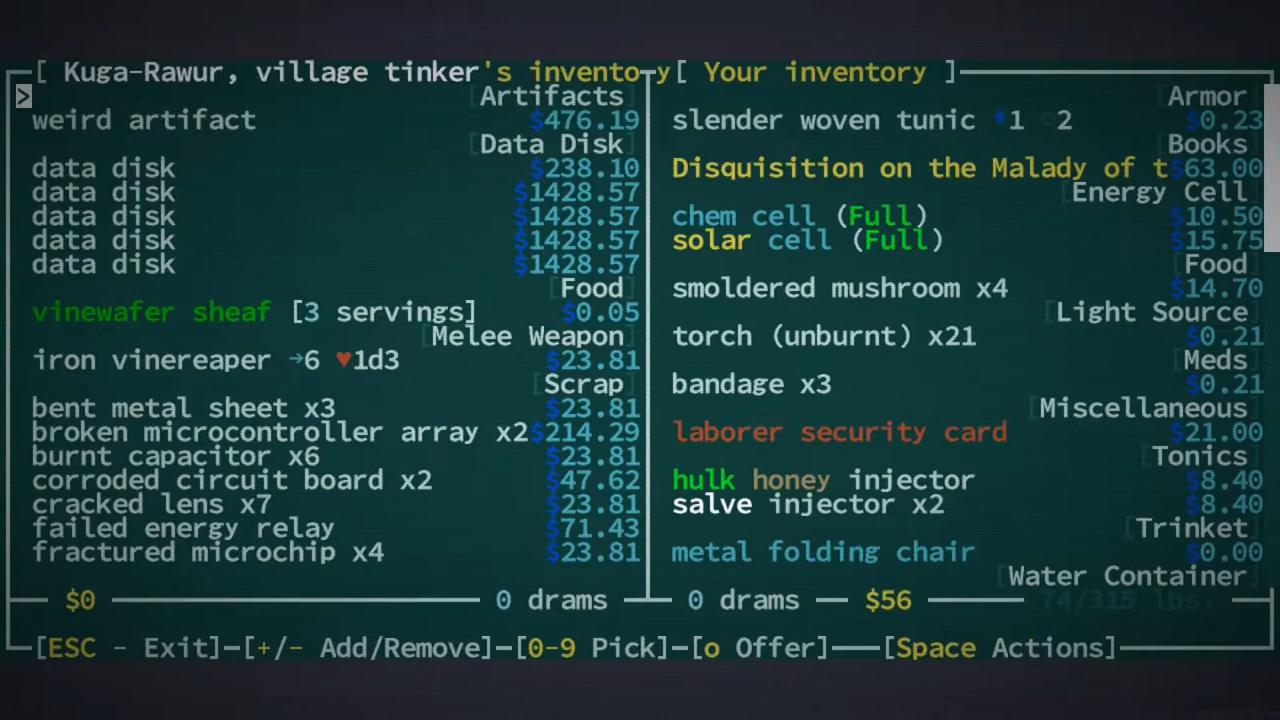 [ Kuga-Rawur, village tinker's inventory [ Your inventory ]
>
[Artifacts] [Armor]
weird artifact $476.19 slender woven tunic ♦1 ○2 $0.23
[Data Disk] [Books]
data disk $238.10 Disquisition on the Malady of t $63.00
data disk $1428.57 [Energy Cell]
data disk $1428.57 chem cell (Full) $10.50
data disk $1428.57 solar cell (Full) $15.75
data disk $1428.57 [Food]
[Food] smoldered mushroom x4 $14.70
vinewafer sheaf [3 servings] $0.05 [Light Source]
[Melee Weapon] torch (unburnt) x21 $0.21
iron vinereaper →6 ♥1d3 $23.81 [Meds]
[Scrap] bandage x3 $0.21
bent metal sheet x3 $23.81 [Miscellaneous]
broken microcontroller array x2 $214.29 laborer security card $21.00
burnt capacitor x6 $23.81 [Tonics]
corroded circuit board x2 $47.62 hulk honey injector $8.40
cracked lens x7 $23.81 salve injector x2 $8.40
failed energy relay $71.43 [Trinket]
fractured microchip x4 $23.81 metal folding chair $0.00
[Water Container]
$0 0 drams 0 drams $56 74/315 lbs.
[ESC - Exit] [+/- Add/Remove] [0-9 Pick] [o Offer] [Space Actions]